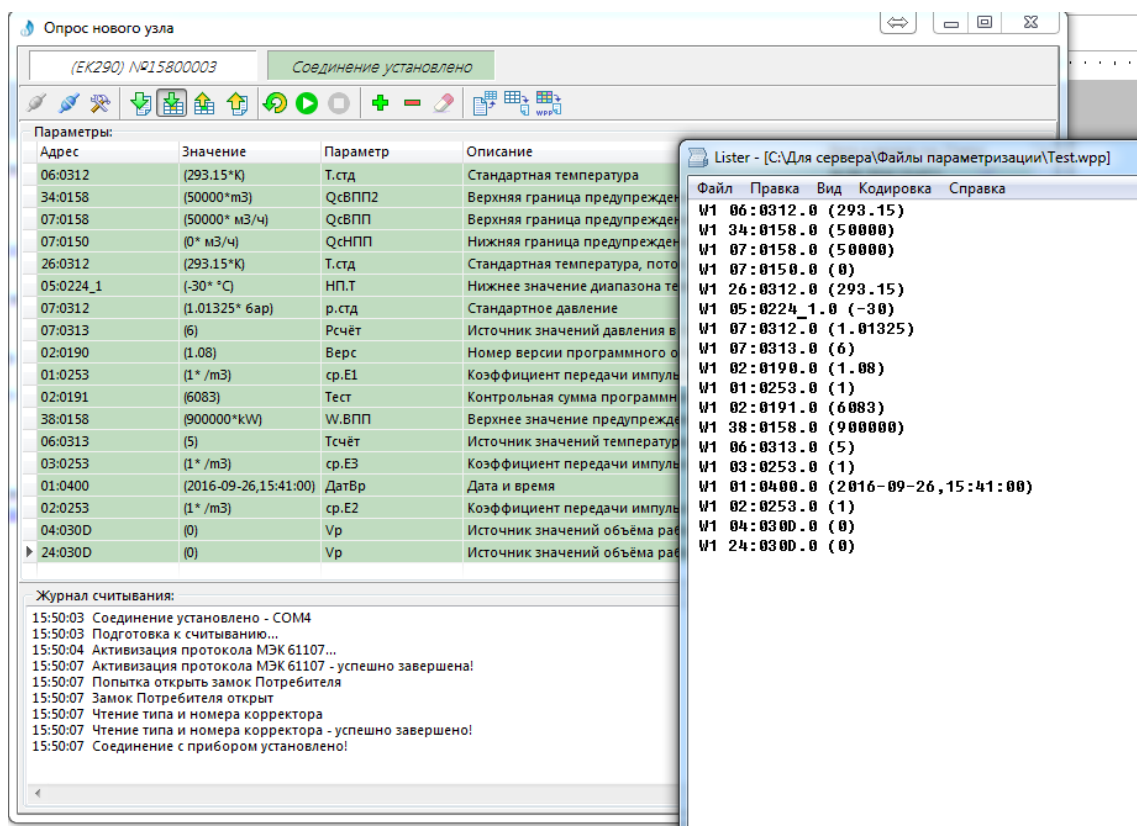 Опрос нового узла
(ЕК290) №15800003 Соединение установлено
WPP
Параметры:
Адрес Значение Параметр Описание
06:0312 (293.15*K) Т.стд Стандартная температура
34:0158 (50000*m3) QсВПП2 Верхняя граница предупрежден
07:0158 (50000* м3/ч) QсВПП Верхняя граница предупрежден
07:0150 (0* м3/ч) QсНПП Нижняя граница предупрежден
26:0312 (293.15*K) Т.стд Стандартная температура, пото
05:0224_1 (-30* °C) НП.Т Нижнее значение диапазона те
07:0312 (1.01325* бар) р.стд Стандартное давление
07:0313 (6) Рсчёт Источник значений давления в
02:0190 (1.08) Верс Номер версии программного о
01:0253 (1* /m3) ср.Е1 Коэффициент передачи импуль
02:0191 (6083) Тест Контрольная сумма программн
38:0158 (900000*kW) W.ВПП Верхнее значение предупрежде
06:0313 (5) Тсчёт Источник значений температур
03:0253 (1* /m3) ср.Е3 Коэффициент передачи импуль
01:0400 (2016-09-26,15:41:00) ДатВр Дата и время
02:0253 (1* /m3) ср.Е2 Коэффициент передачи импуль
04:030D (0) Vр Источник значений объёма раб
24:030D (0) Vр Источник значений объёма раб
Журнал считывания:
15:50:03 Соединение установлено - COM4
15:50:03 Подготовка к считыванию...
15:50:04 Активизация протокола МЭК 61107...
15:50:07 Активизация протокола МЭК 61107 - успешно завершена!
15:50:07 Попытка открыть замок Потребителя
15:50:07 Замок Потребителя открыт
15:50:07 Чтение типа и номера корректора
15:50:07 Чтение типа и номера корректора - успешно завершено!
15:50:07 Соединение с прибором установлено!
Lister - [C:\Для сервера\Файлы параметризации\Test.wpp]
Файл Правка Вид Кодировка Справка
W1 06:0312.0 (293.15)
W1 34:0158.0 (50000)
W1 07:0158.0 (50000)
W1 07:0150.0 (0)
W1 26:0312.0 (293.15)
W1 05:0224_1.0 (-30)
W1 07:0312.0 (1.01325)
W1 07:0313.0 (6)
W1 02:0190.0 (1.08)
W1 01:0253.0 (1)
W1 02:0191.0 (6083)
W1 38:0158.0 (900000)
W1 06:0313.0 (5)
W1 03:0253.0 (1)
W1 01:0400.0 (2016-09-26,15:41:00)
W1 02:0253.0 (1)
W1 04:030D.0 (0)
W1 24:030D.0 (0)